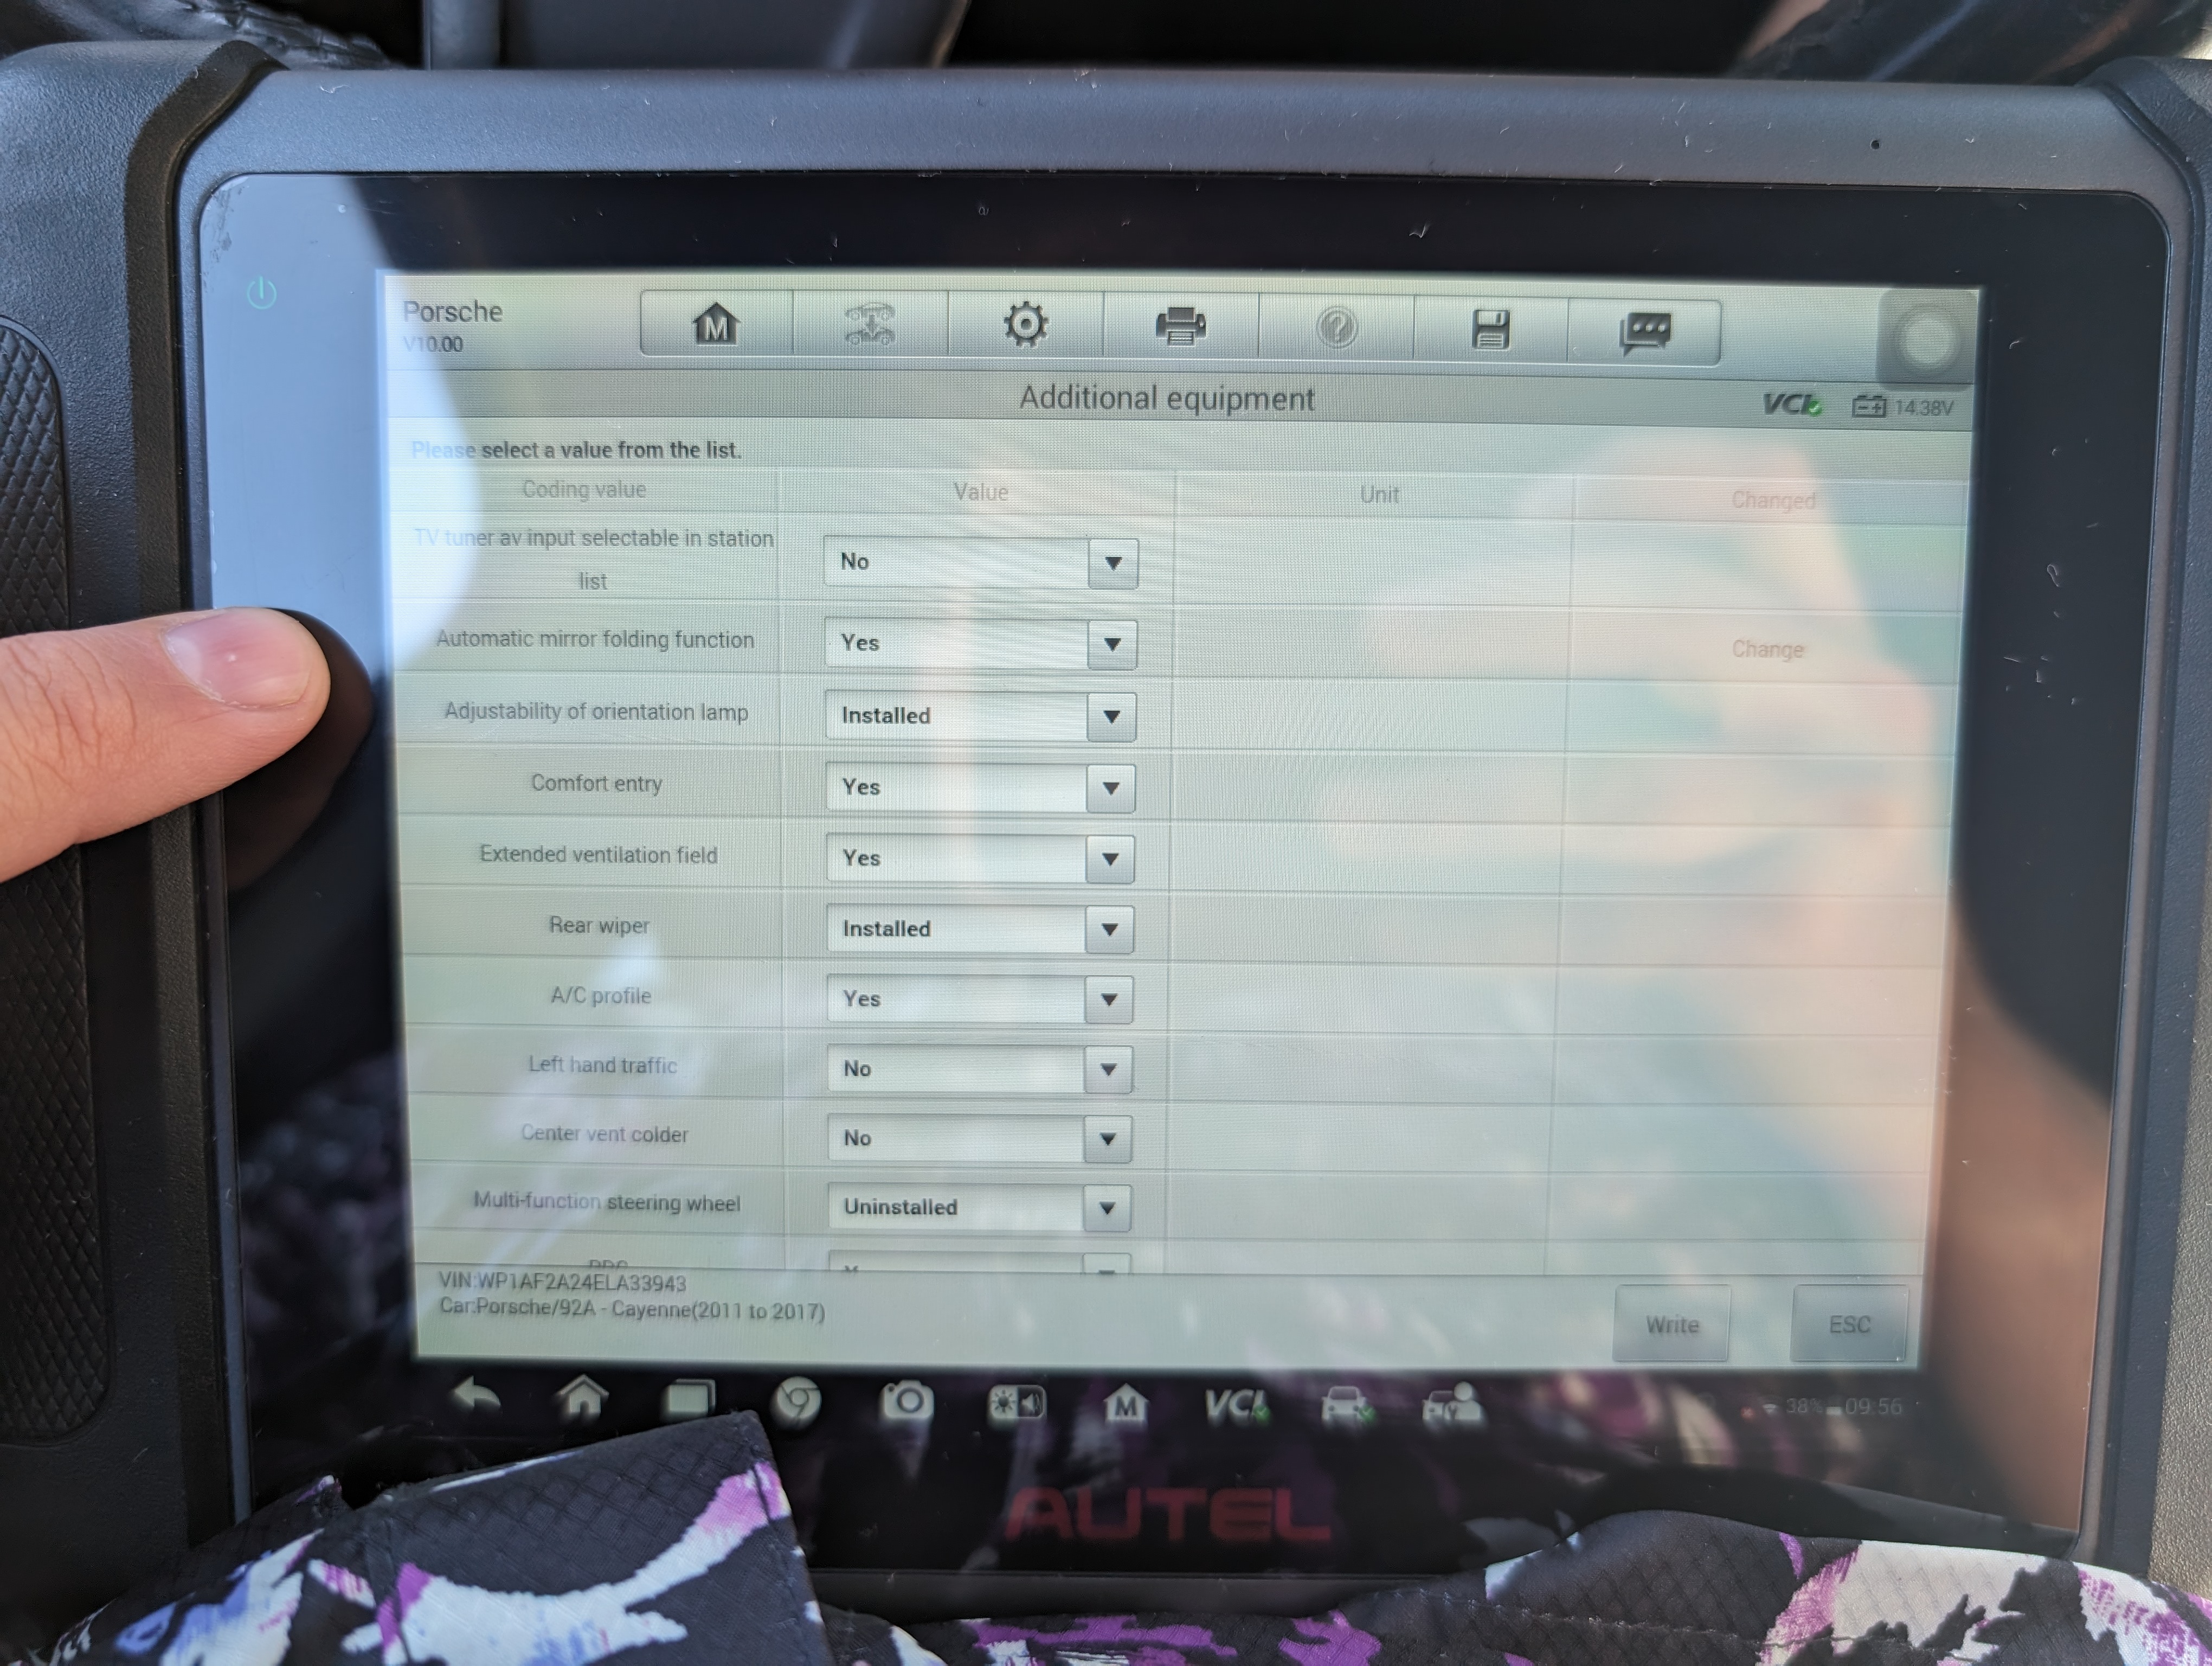 Porsche
V10.00
M
?
Additional equipment
VCI
14.38V
Please select a value from the list.
Coding value Value Unit Changed
TV tuner av input selectable in station list No
Automatic mirror folding function Yes Change
Adjustability of orientation lamp Installed
Comfort entry Yes
Extended ventilation field Yes
Rear wiper Installed
A/C profile Yes
Left hand traffic No
Center vent colder No
Multi-function steering wheel Uninstalled
VIN:WP1AF2A24ELA33943
Car:Porsche/92A - Cayenne(2011 to 2017)
Write ESC
M VCI 38% 09:56
AUTEL